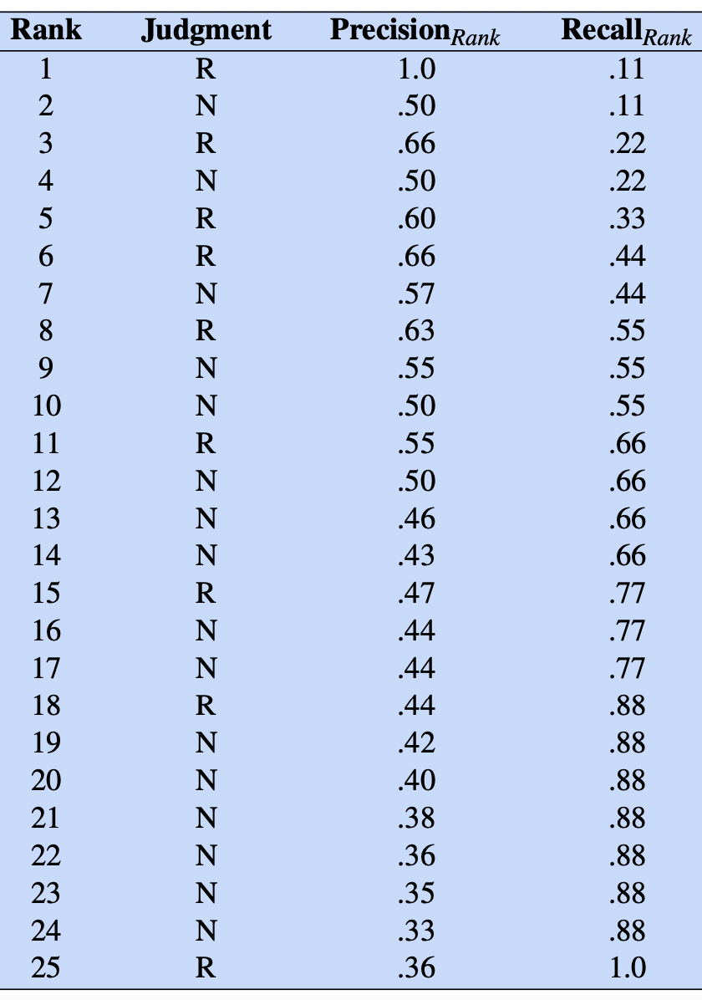 Rank Judgment Precision_Rank Recall_Rank
1 R 1.0 .11
2 N .50 .11
3 R .66 .22
4 N .50 .22
5 R .60 .33
6 R .66 .44
7 N .57 .44
8 R .63 .55
9 N .55 .55
10 N .50 .55
11 R .55 .66
12 N .50 .66
13 N .46 .66
14 N .43 .66
15 R .47 .77
16 N .44 .77
17 N .44 .77
18 R .44 .88
19 N .42 .88
20 N .40 .88
21 N .38 .88
22 N .36 .88
23 N .35 .88
24 N .33 .88
25 R .36 1.0